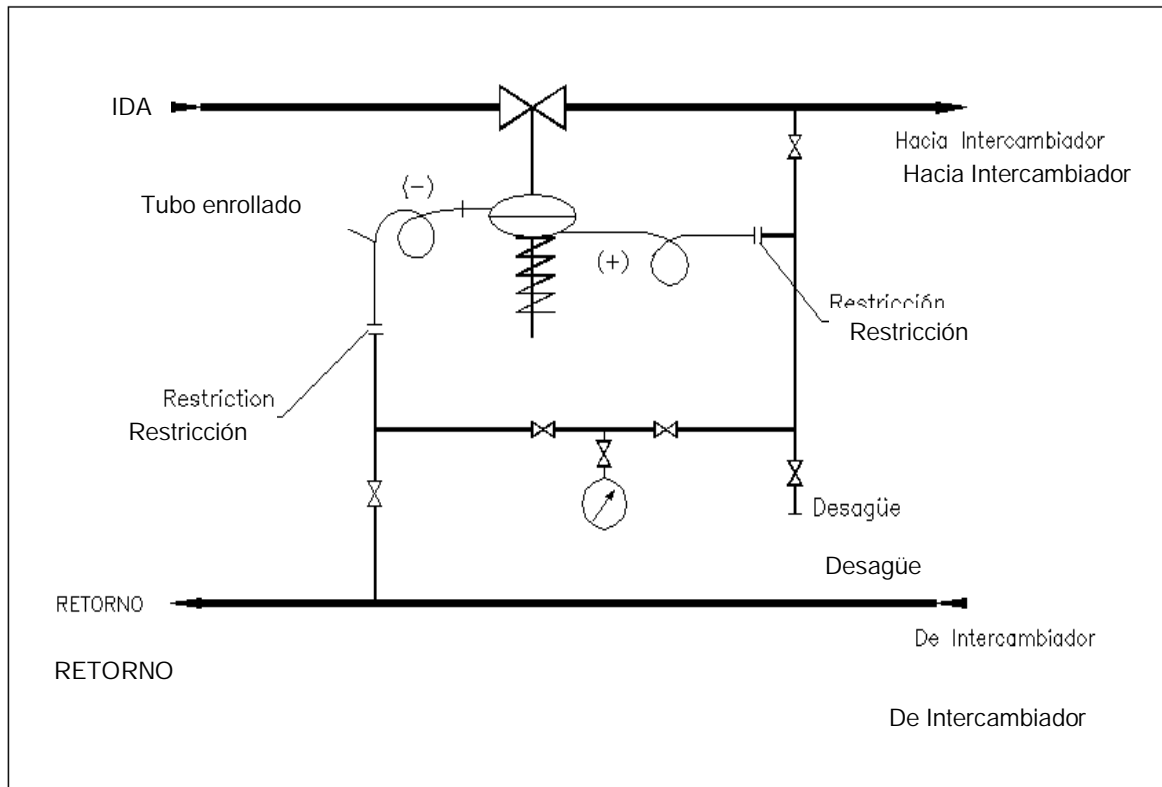 IDA
Hacia Intercambiador
Hacia Intercambiador
(-)
Tubo enrollado
(+)
Restricción
Restricción
Restriction
Restricción
Desagüe
Desagüe
RETORNO
De Intercambiador
RETORNO
De Intercambiador